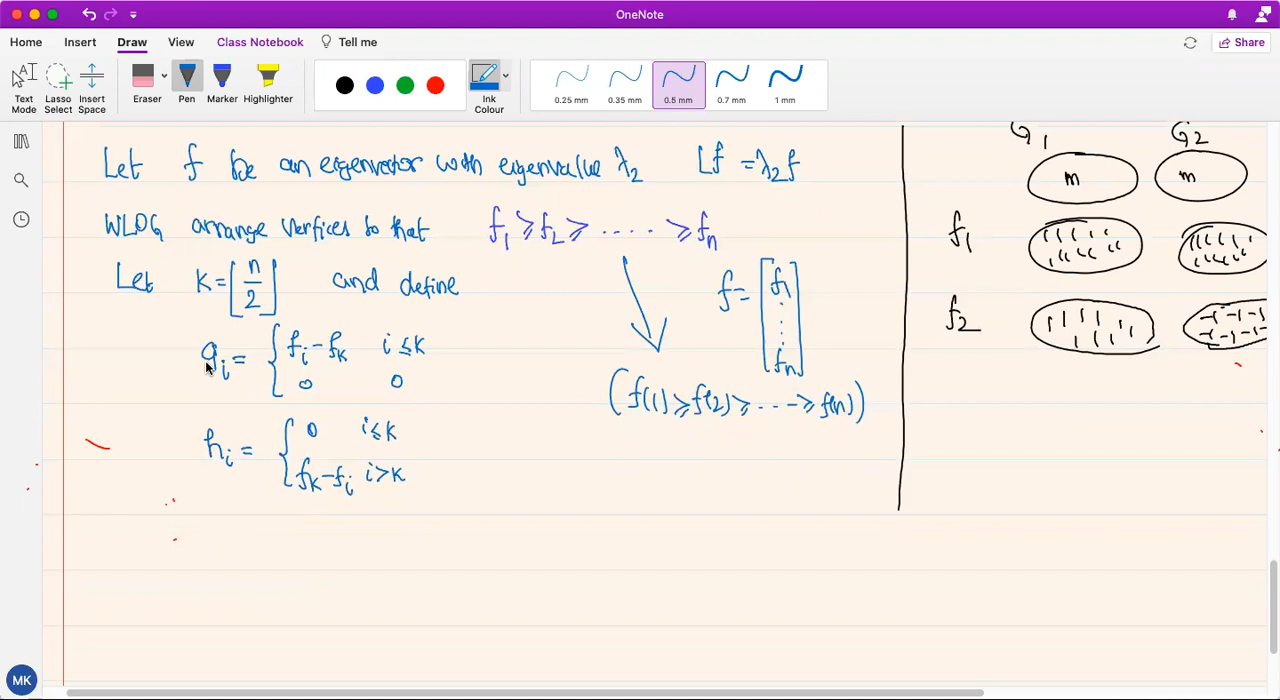 OneNote
Home Insert Draw View Class Notebook Tell me
Share
Text Mode
Lasso Select
Insert Space
Eraser
Pen
Marker
Highlighter
Ink Colour
0.25 mm
0.35 mm
0.5 mm
0.7 mm
1 mm
Let f be an eigenvector with eigenvalue λ₂ Lf = λ₂f
WLOG arrange vertices so that f₁ ⩾ f₂ ⩾ ..... ⩾ fₙ
Let K = [n/2] and define f = [f₁ ⋮ fₙ]
gᵢ = { fᵢ - f_K i ≤ K
0 0
(f(1) ⩾ f(2) ⩾ ... ⩾ f(n))
hᵢ = { 0 i ≤ K
f_K - fᵢ i > K
G₁ G₂
m m
f₁
f₂
MK